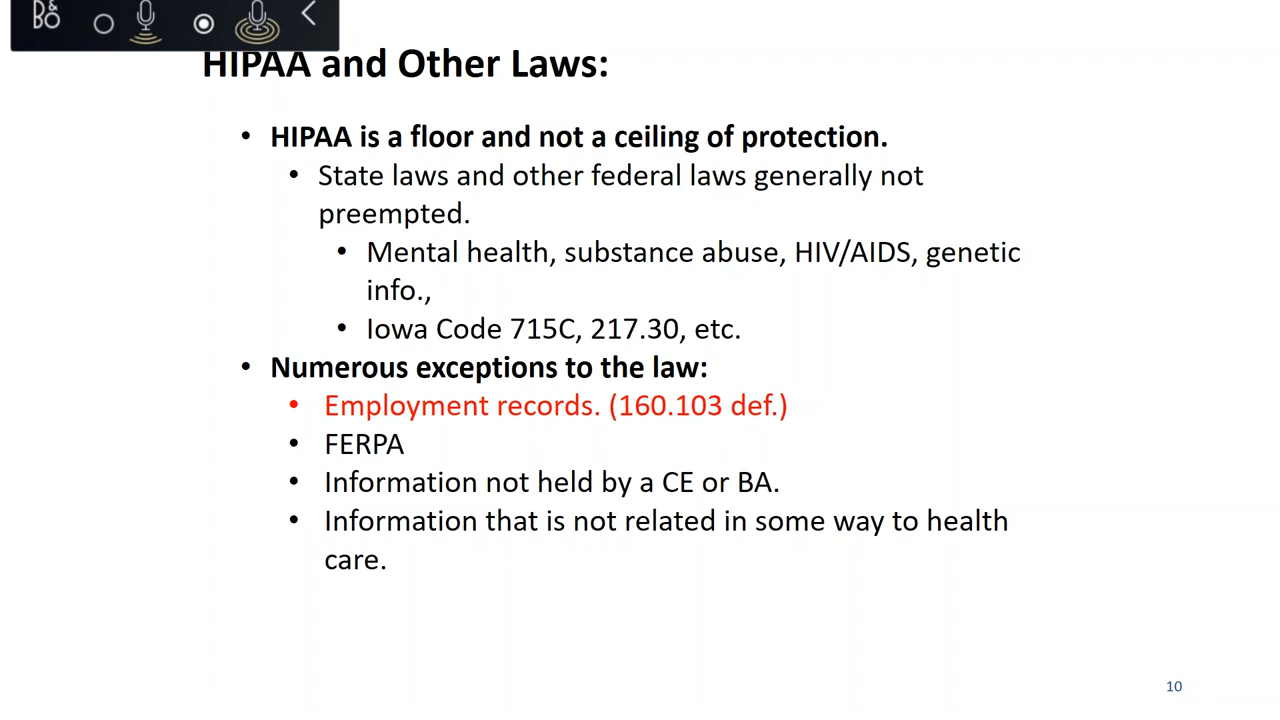 B&O
HIPAA and Other Laws:
• HIPAA is a floor and not a ceiling of protection.
• State laws and other federal laws generally not
preempted.
• Mental health, substance abuse, HIV/AIDS, genetic
info.,
• Iowa Code 715C, 217.30, etc.
• Numerous exceptions to the law:
• Employment records. (160.103 def.)
• FERPA
• Information not held by a CE or BA.
• Information that is not related in some way to health
care.
10